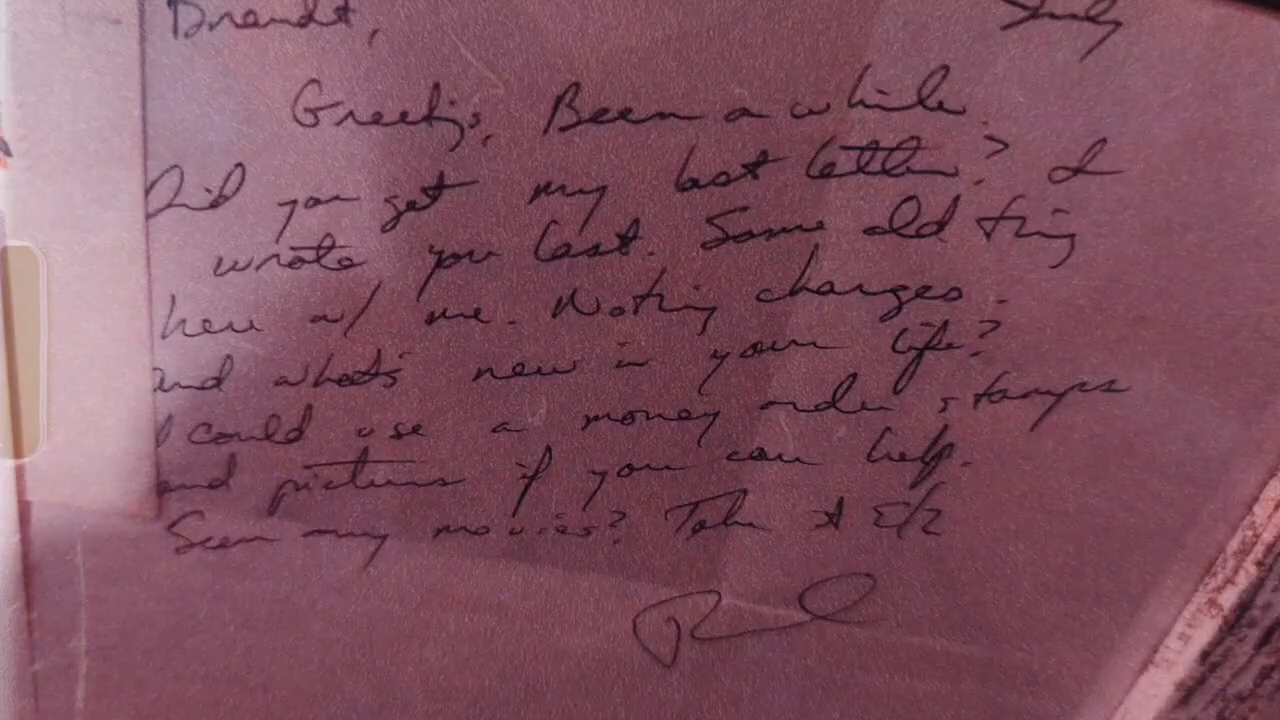 Brandt, July
Greetings, Been a while.
Did you get my last letter? I
wrote you last. Same old thing
here w/ me. Nothing changes.
and what's new in your life?
I could use a money order, stamps
and pictures if you can help.
Seen any movies? Take it E/Z